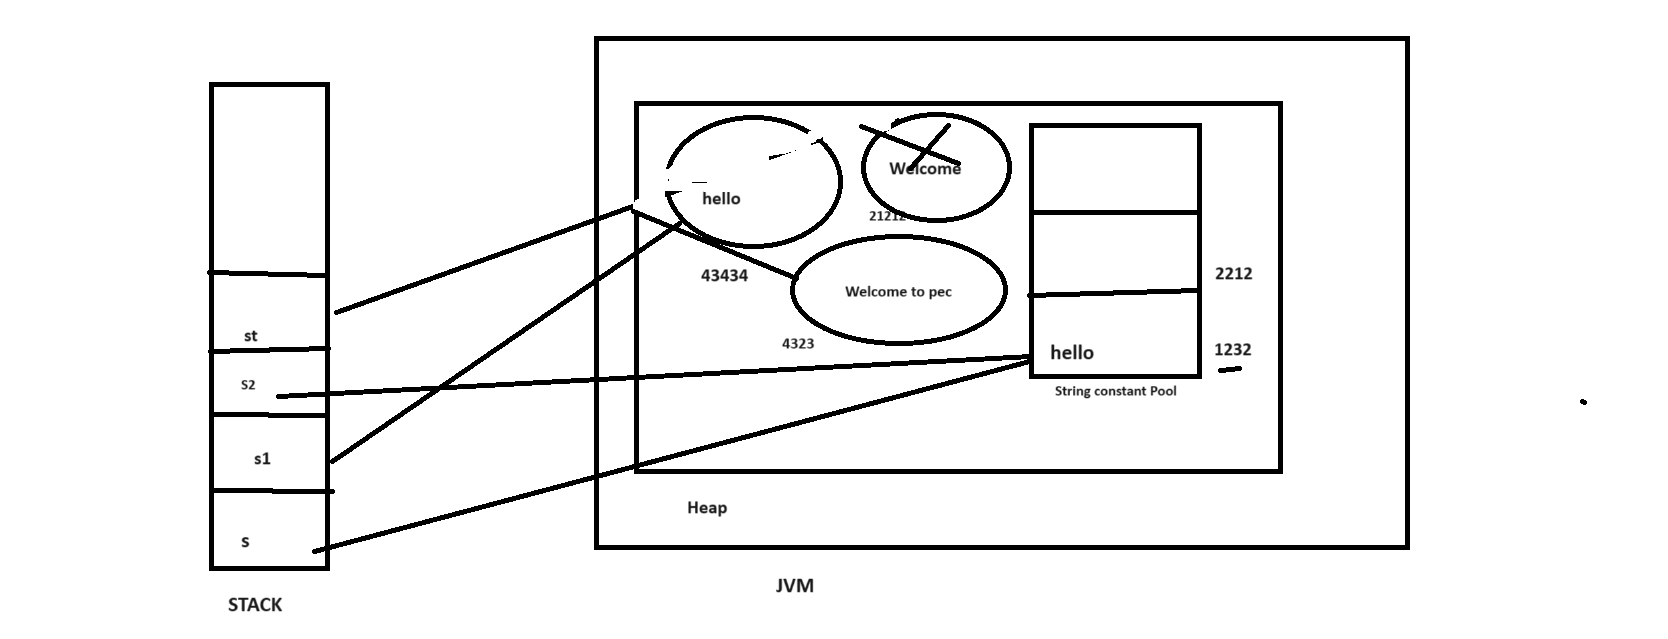 Welcome
hello
21212
43434
2212
Welcome to pec
st
4323
hello
1232
S2
String constant Pool
s1
Heap
s
JVM
STACK